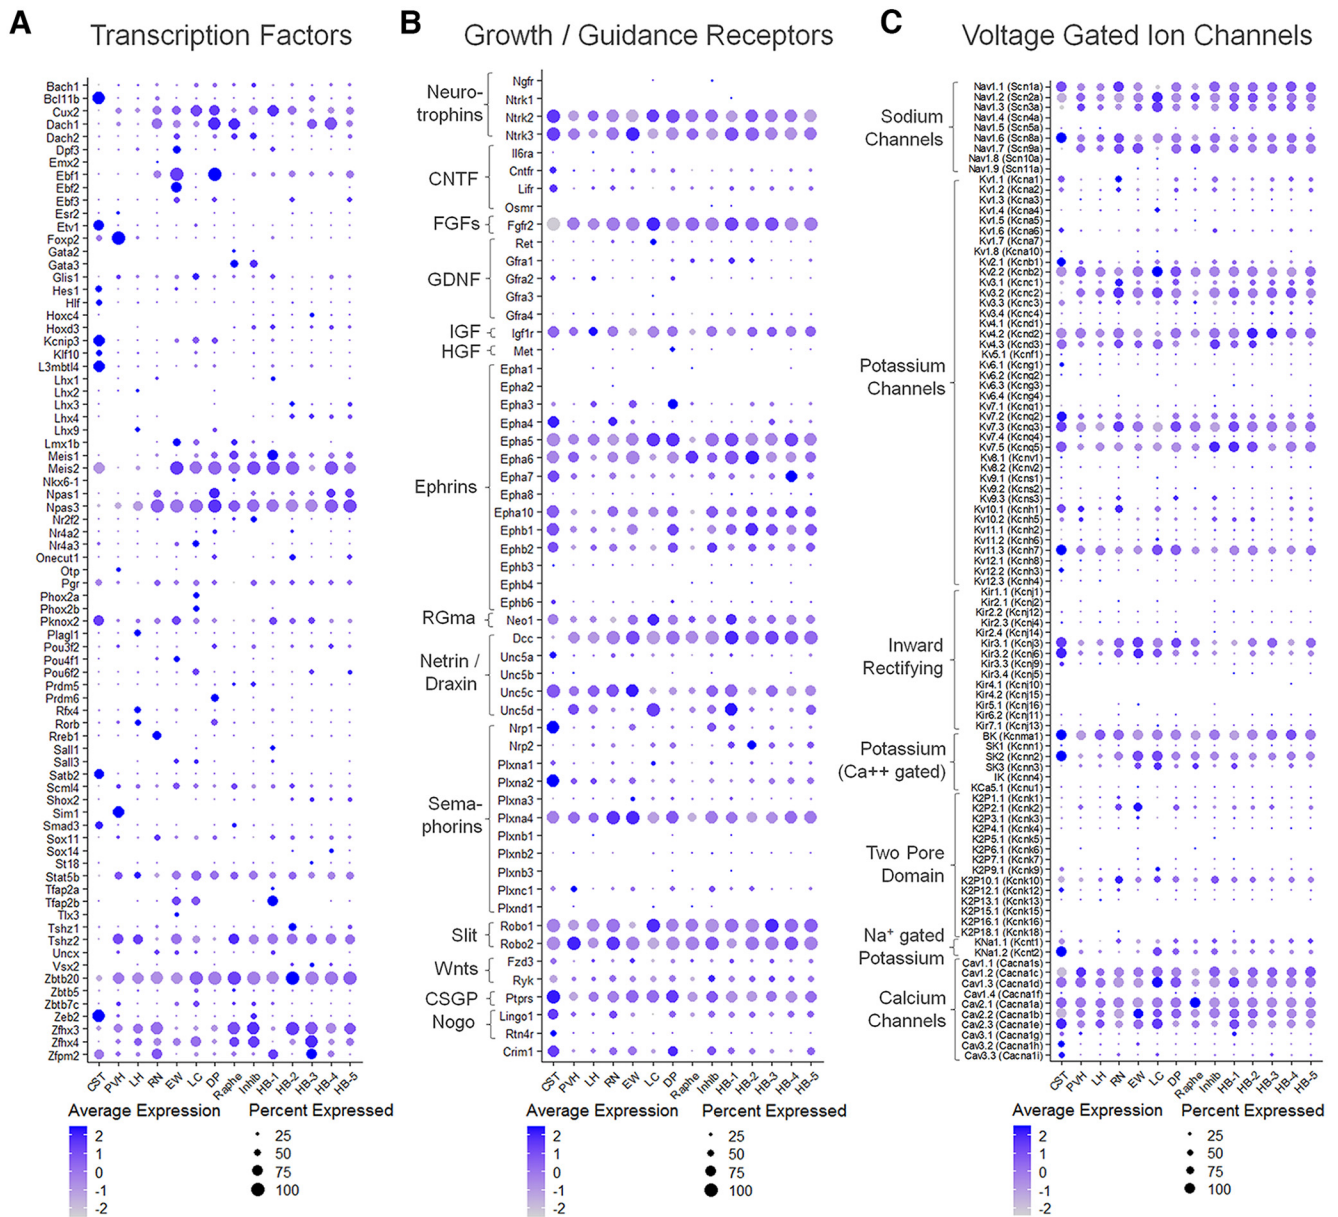 A
Transcription Factors
Bach1
Bcl11b
Cux2
Dach1
Dach2
Dpf3
Emx2
Ebf1
Ebf2
Ebf3
Esr2
Etv1
Foxp2
Gata2
Gata3
Glis1
Hes1
Hlf
Hoxc4
Hoxd3
Kcnip3
Klf10
L3mbtl4
Lhx1
Lhx2
Lhx3
Lhx4
Lhx9
Lmx1b
Meis1
Meis2
Nkx6-1
Npas1
Npas3
Nr2f2
Nr4a2
Nr4a3
Onecut1
Otp
Pgr
Phox2a
Phox2b
Pknox2
Plagl1
Pou3f2
Pou4f1
Pou6f2
Prdm5
Prdm6
Rfx4
Rorb
Rreb1
Sall1
Sall3
Satb2
Scml4
Shox2
Sim1
Smad3
Sox11
Sox14
St18
Stat5b
Tfap2a
Tfap2b
Tlx3
Tshz1
Tshz2
Uncx
Vsx2
Zbtb20
Zbtb5
Zbtb7c
Zeb2
Zfhx3
Zfhx4
Zfpm2
CST PVH LH RN EW LC DP Raphe Inhib HB-1 HB-2 HB-3 HB-4 HB-5
Average Expression
2
1
0
-1
-2
Percent Expressed
25
50
75
100
B
Growth / Guidance Receptors
Neuro-
trophins
CNTF
FGFs
GDNF
IGF
HGF
Ephrins
RGma
Netrin /
Draxin
Sema-
phorins
Slit
Wnts
CSGP
Nogo
Ngfr
Ntrk1
Ntrk2
Ntrk3
Il6ra
Cntfr
Lifr
Osmr
Fgfr2
Ret
Gfra1
Gfra2
Gfra3
Gfra4
Igf1r
Met
Epha1
Epha2
Epha3
Epha4
Epha5
Epha6
Epha7
Epha8
Epha10
Ephb1
Ephb2
Ephb3
Ephb4
Ephb6
Neo1
Dcc
Unc5a
Unc5b
Unc5c
Unc5d
Nrp1
Nrp2
Plxna1
Plxna2
Plxna3
Plxna4
Plxnb1
Plxnb2
Plxnb3
Plxnc1
Plxnd1
Robo1
Robo2
Fzd3
Ryk
Ptprs
Lingo1
Rtn4r
Crim1
CST PVH LH RN EW LC DP Raphe Inhib HB-1 HB-2 HB-3 HB-4 HB-5
Average Expression
2
1
0
-1
-2
Percent Expressed
25
50
75
100
C
Voltage Gated Ion Channels
Sodium
Channels
Potassium
Channels
Inward
Rectifying
Potassium
(Ca++ gated)
Two Pore
Domain
Na⁺ gated
Potassium
Calcium
Channels
Nav1.1 (Scn1a)
Nav1.2 (Scn2a)
Nav1.3 (Scn3a)
Nav1.4 (Scn4a)
Nav1.5 (Scn5a)
Nav1.6 (Scn8a)
Nav1.7 (Scn9a)
Nav1.8 (Scn10a)
Nav1.9 (Scn11a)
Kv1.1 (Kcna1)
Kv1.2 (Kcna2)
Kv1.3 (Kcna3)
Kv1.4 (Kcna4)
Kv1.5 (Kcna5)
Kv1.6 (Kcna6)
Kv1.7 (Kcna7)
Kv1.8 (Kcna10)
Kv2.1 (Kcnb1)
Kv2.2 (Kcnb2)
Kv3.1 (Kcnc1)
Kv3.2 (Kcnc2)
Kv3.3 (Kcnc3)
Kv3.4 (Kcnc4)
Kv4.1 (Kcnd1)
Kv4.2 (Kcnd2)
Kv4.3 (Kcnd3)
Kv5.1 (Kcnf1)
Kv6.1 (Kcng1)
Kv6.2 (Kcng2)
Kv6.3 (Kcng3)
Kv6.4 (Kcng4)
Kv7.1 (Kcnq1)
Kv7.2 (Kcnq2)
Kv7.3 (Kcnq3)
Kv7.4 (Kcnq4)
Kv7.5 (Kcnq5)
Kv8.1 (Kcnv1)
Kv8.2 (Kcnv2)
Kv9.1 (Kcns1)
Kv9.2 (Kcns2)
Kv9.3 (Kcns3)
Kv10.1 (Kcnh1)
Kv10.2 (Kcnh5)
Kv11.1 (Kcnh2)
Kv11.2 (Kcnh6)
Kv11.3 (Kcnh7)
Kv12.1 (Kcnh8)
Kv12.2 (Kcnh3)
Kv12.3 (Kcnh4)
Kir1.1 (Kcnj1)
Kir2.1 (Kcnj2)
Kir2.2 (Kcnj12)
Kir2.3 (Kcnj4)
Kir2.4 (Kcnj14)
Kir3.1 (Kcnj3)
Kir3.2 (Kcnj6)
Kir3.3 (Kcnj9)
Kir3.4 (Kcnj5)
Kir4.1 (Kcnj10)
Kir4.2 (Kcnj15)
Kir5.1 (Kcnj16)
Kir6.2 (Kcnj11)
Kir7.1 (Kcnj13)
BK (Kcnma1)
SK1 (Kcnn1)
SK2 (Kcnn2)
SK3 (Kcnn3)
IK (Kcnn4)
KCa5.1 (Kcnu1)
K2P1.1 (Kcnk1)
K2P2.1 (Kcnk2)
K2P3.1 (Kcnk3)
K2P4.1 (Kcnk4)
K2P5.1 (Kcnk5)
K2P6.1 (Kcnk6)
K2P7.1 (Kcnk7)
K2P9.1 (Kcnk9)
K2P10.1 (Kcnk10)
K2P12.1 (Kcnk12)
K2P13.1 (Kcnk13)
K2P15.1 (Kcnk15)
K2P16.1 (Kcnk16)
K2P18.1 (Kcnk18)
KNa1.1 (Kcnt1)
KNa1.2 (Kcnt2)
Cav1.1 (Cacna1s)
Cav1.2 (Cacna1c)
Cav1.3 (Cacna1d)
Cav1.4 (Cacna1f)
Cav2.1 (Cacna1a)
Cav2.2 (Cacna1b)
Cav2.3 (Cacna1e)
Cav3.1 (Cacna1g)
Cav3.2 (Cacna1h)
Cav3.3 (Cacna1i)
CST PVH LH RN EW LC DP Raphe Inhib HB-1 HB-2 HB-3 HB-4 HB-5
Average Expression
2
1
0
-1
-2
Percent Expressed
25
50
75
100